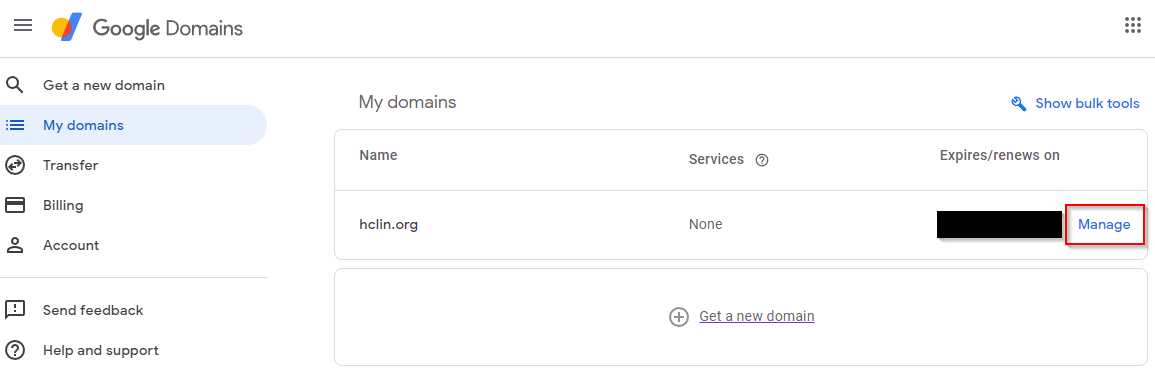 Google Domains
Get a new domain
My domains
Transfer
Billing
Account
Send feedback
Help and support
My domains
Show bulk tools
Name Services Expires/renews on
hclin.org None Manage
Get a new domain